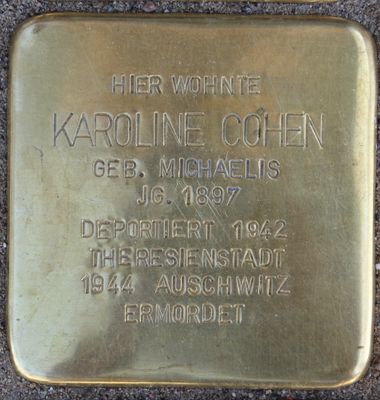 HIER WOHNTE
KAROLINE COHEN
GEB. MICHAELIS
JG. 1897
DEPORTIERT 1942
THERESIENSTADT
1944 AUSCHWITZ
ERMORDET